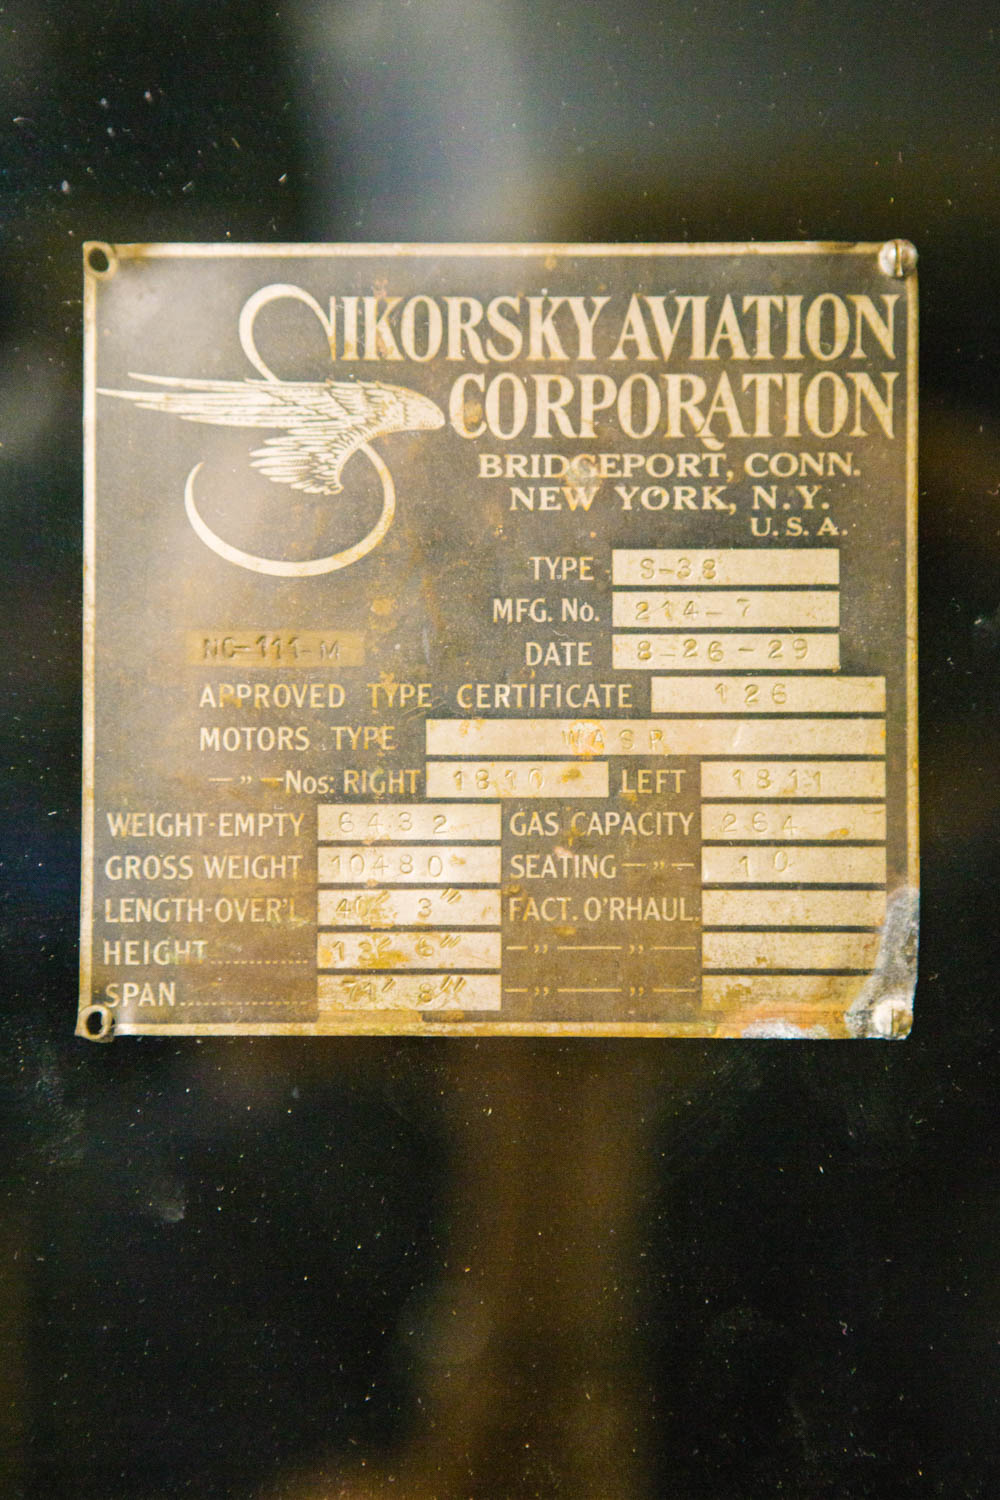 SIKORSKY AVIATION
CORPORATION
BRIDGEPORT, CONN.
NEW YORK, N.Y.
U.S.A.
TYPE S-38
MFG. No. 214-7
NC-111-M DATE 8-26-29
APPROVED TYPE CERTIFICATE 126
MOTORS TYPE WASP
—"— Nos: RIGHT 1810 LEFT 1811
WEIGHT-EMPTY 6432 GAS CAPACITY 264
GROSS WEIGHT 10480 SEATING —"— 10
LENGTH-OVER'L 40' 3" FACT. O'RHAUL.
HEIGHT 13' 6" —"— —"—
SPAN 71' 8" —"— —"—